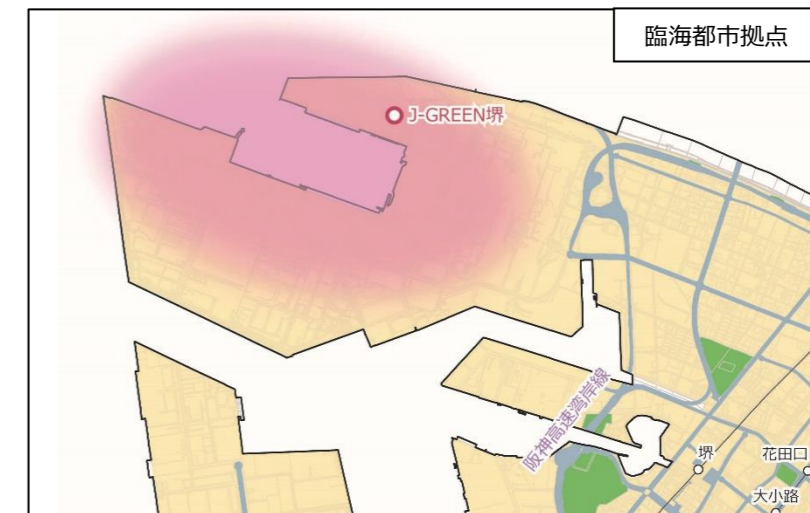 臨海都市拠点
J-GREEN堺
阪神高速湾岸線
堺
花田口
大小路